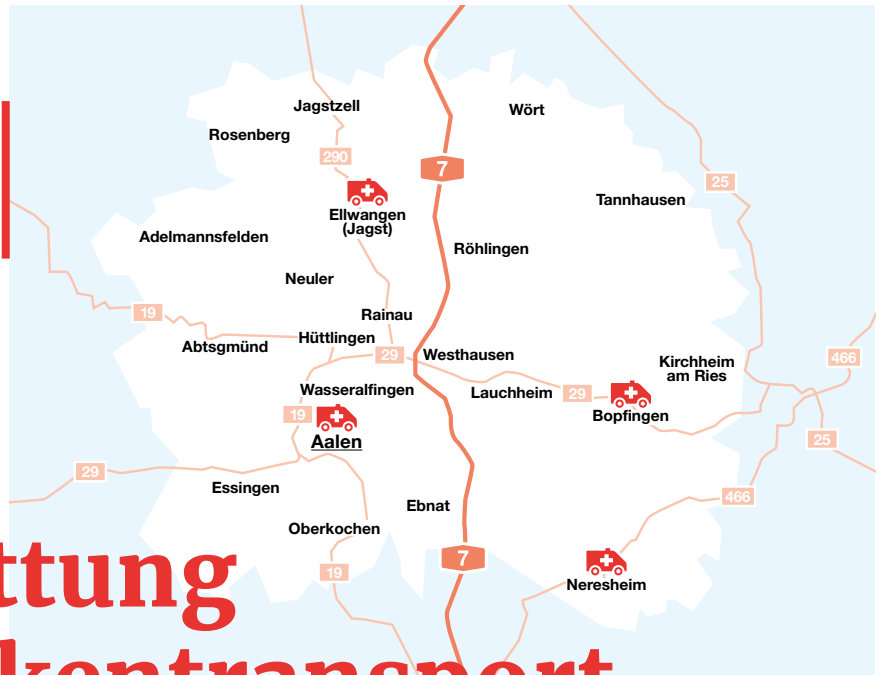 Jagstzell
Wört
Rosenberg
290
7
25
Ellwangen
(Jagst)
Tannhausen
Adelmannsfelden
Röhlingen
Neuler
19
Rainau
Hüttlingen
Abtsgmünd
29
Westhausen
466
Kirchheim
am Ries
Wasseralfingen
Lauchheim
29
19
Bopfingen
Aalen
25
29
Essingen
466
Ebnat
Oberkochen
7
19
Neresheim
ttung
kentransport